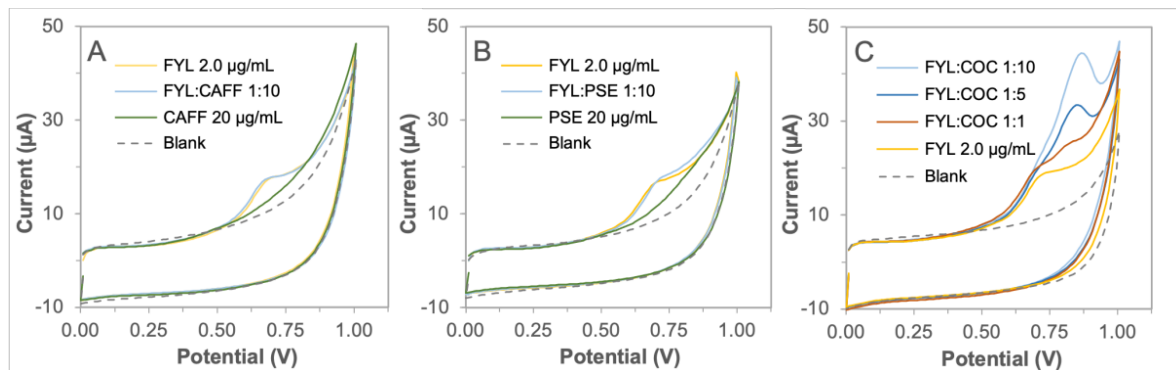 A
50
30
10
-10
Current (µA)
FYL 2.0 µg/mL
FYL:CAFF 1:10
CAFF 20 µg/mL
Blank
0.00 0.25 0.50 0.75 1.00
Potential (V)
B
50
30
10
-10
Current (µA)
FYL 2.0 µg/mL
FYL:PSE 1:10
PSE 20 µg/mL
Blank
0.00 0.25 0.50 0.75 1.00
Potential (V)
C
50
30
10
-10
Current (µA)
FYL:COC 1:10
FYL:COC 1:5
FYL:COC 1:1
FYL 2.0 µg/mL
Blank
0.00 0.25 0.50 0.75 1.00
Potential (V)